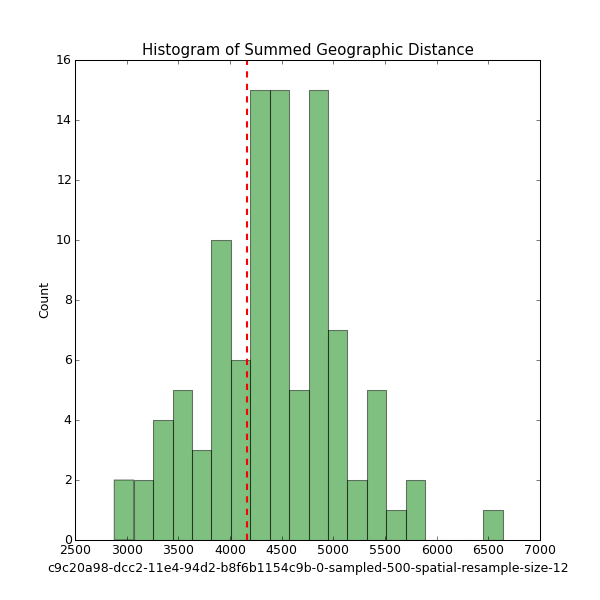 Histogram of Summed Geographic Distance
16
14
12
10
8
6
4
2
0
Count
2500 3000 3500 4000 4500 5000 5500 6000 6500 7000
c9c20a98-dcc2-11e4-94d2-b8f6b1154c9b-0-sampled-500-spatial-resample-size-12